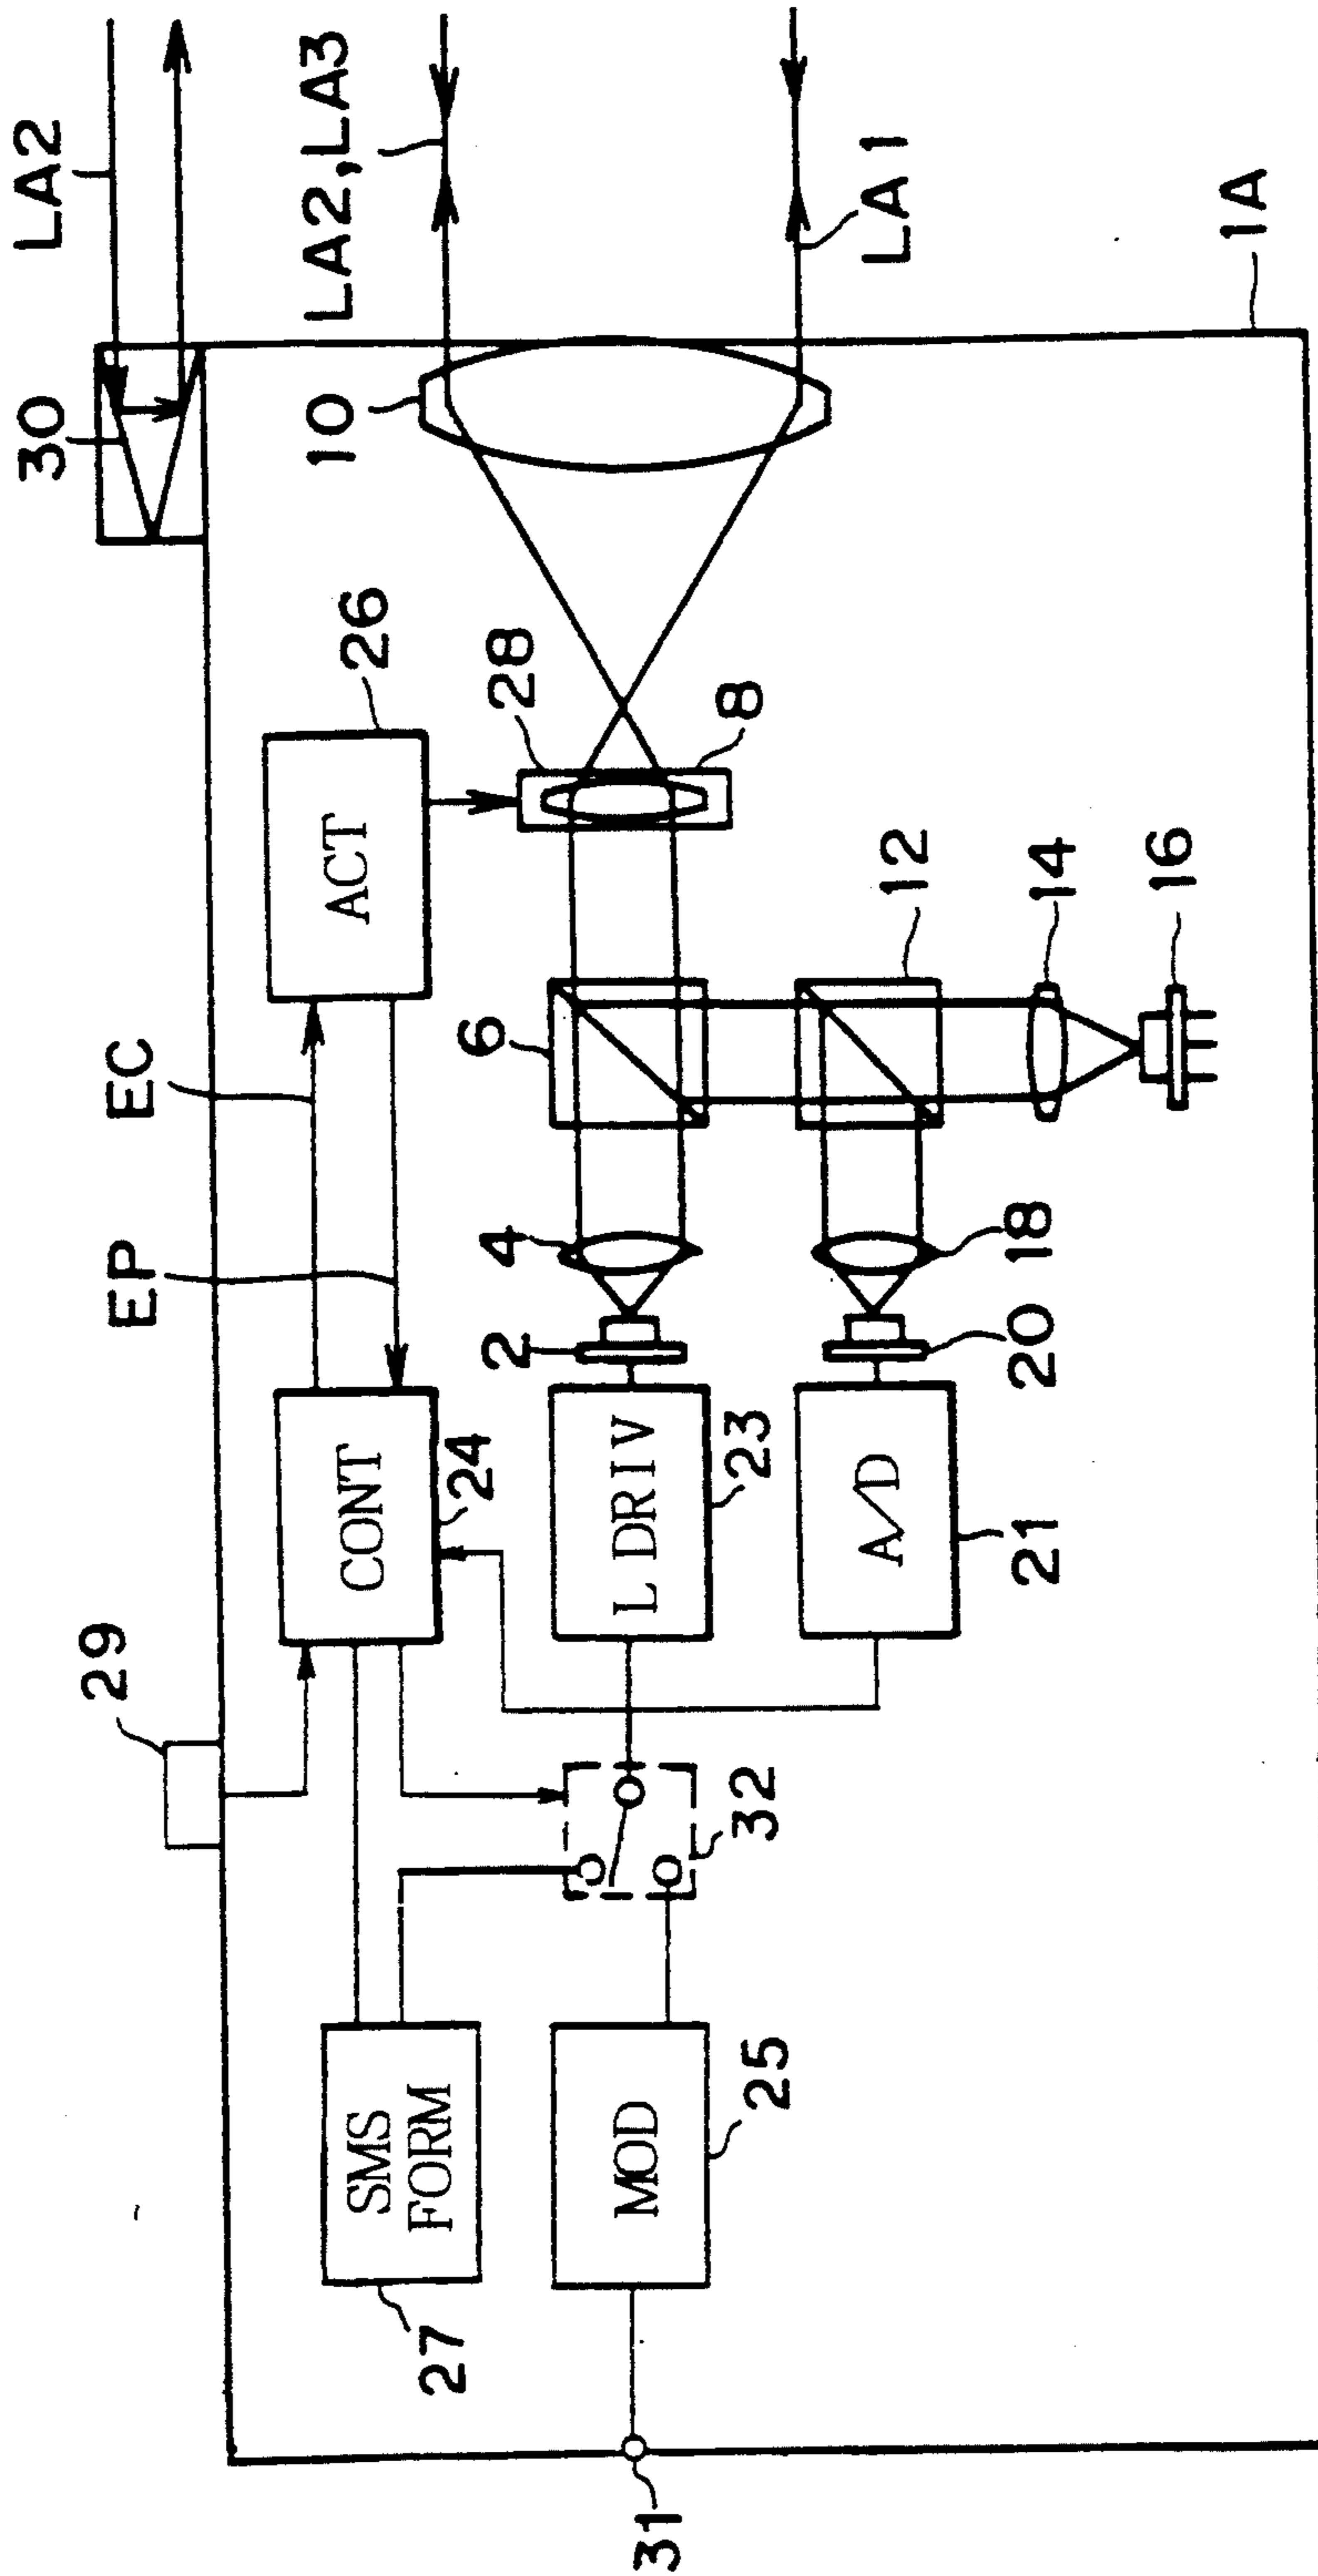 LA2
LA2,LA3
LA1
1A
30
10
26
28
8
ACT
12
14
16
6
EC
EP
4
18
2
20
CONT
24
L DRIV
23
A/D
21
29
32
SMS
FORM
27
MOD
25
31